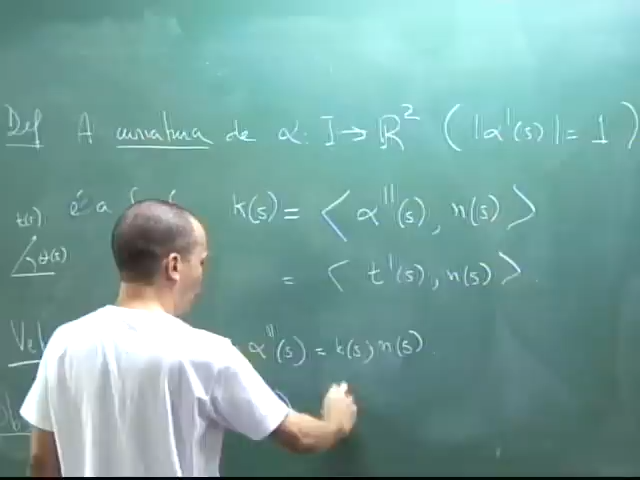 Def A curvatura de α: I → ℝ² (|α'(s)| = 1)
é a k(s) = < α''(s), n(s) >
t(s)
θ(s)
= < t'(s), n(s) >.
α''(s) = k(s) n(s).